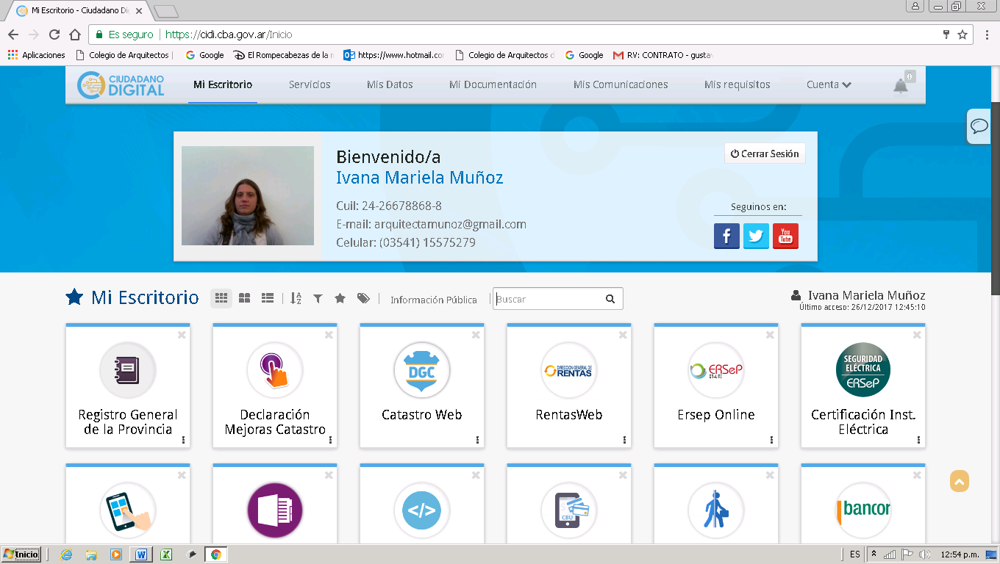 Mi Escritorio - Ciudadano Di
Es seguro | https://cidi.cba.gov.ar/Inicio
Aplicaciones Colegio de Arquitectos | Google El Rompecabezas de la https://www.hotmail.co Colegio de Arquitectos d Google RV: CONTRATO - gusta
CIUDADANO
DIGITAL
Mi Escritorio Servicios Mis Datos Mi Documentación Mis Comunicaciones Mis requisitos Cuenta 0
Bienvenido/a
Cerrar Sesión
Ivana Mariela Muñoz
Cuil: 24-26678868-8
Seguinos en:
E-mail: arquitectamunoz@gmail.com
Celular: (03541) 15575279
You
Tube
Mi Escritorio Información Pública Buscar
Ivana Mariela Muñoz
Último acceso: 26/12/2017 12:45:10
DGC
DIRECCION GENERAL DE
RENTAS
ERSeP
ON-LINE
SEGURIDAD
ELÉCTRICA
ERSeP
Registro General
de la Provincia
Declaración
Mejoras Catastro
Catastro Web
RentasWeb
Ersep Online
Certificación Inst.
Eléctrica
</>
CBU
bancor
Inicio ES 12:54 p.m.